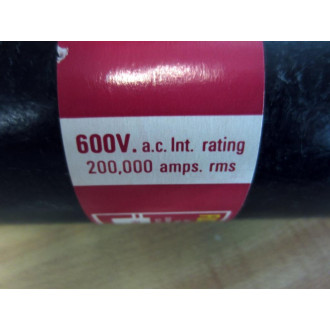 600V. a.c. Int. rating
200,000 amps. rms